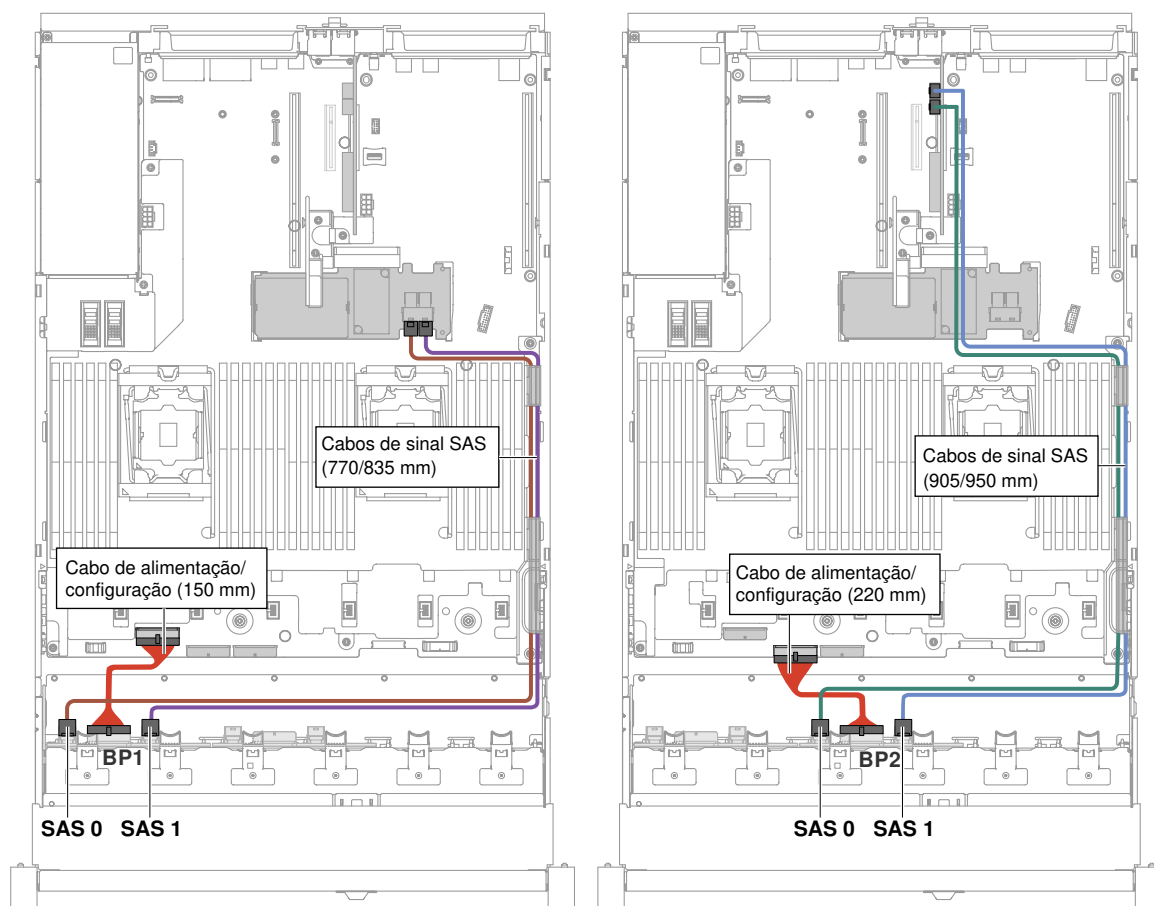 Cabos de sinal SAS
(770/835 mm)
Cabo de alimentação/
configuração (150 mm)
BP1
SAS 0 SAS 1
Cabos de sinal SAS
(905/950 mm)
Cabo de alimentação/
configuração (220 mm)
BP2
SAS 0 SAS 1